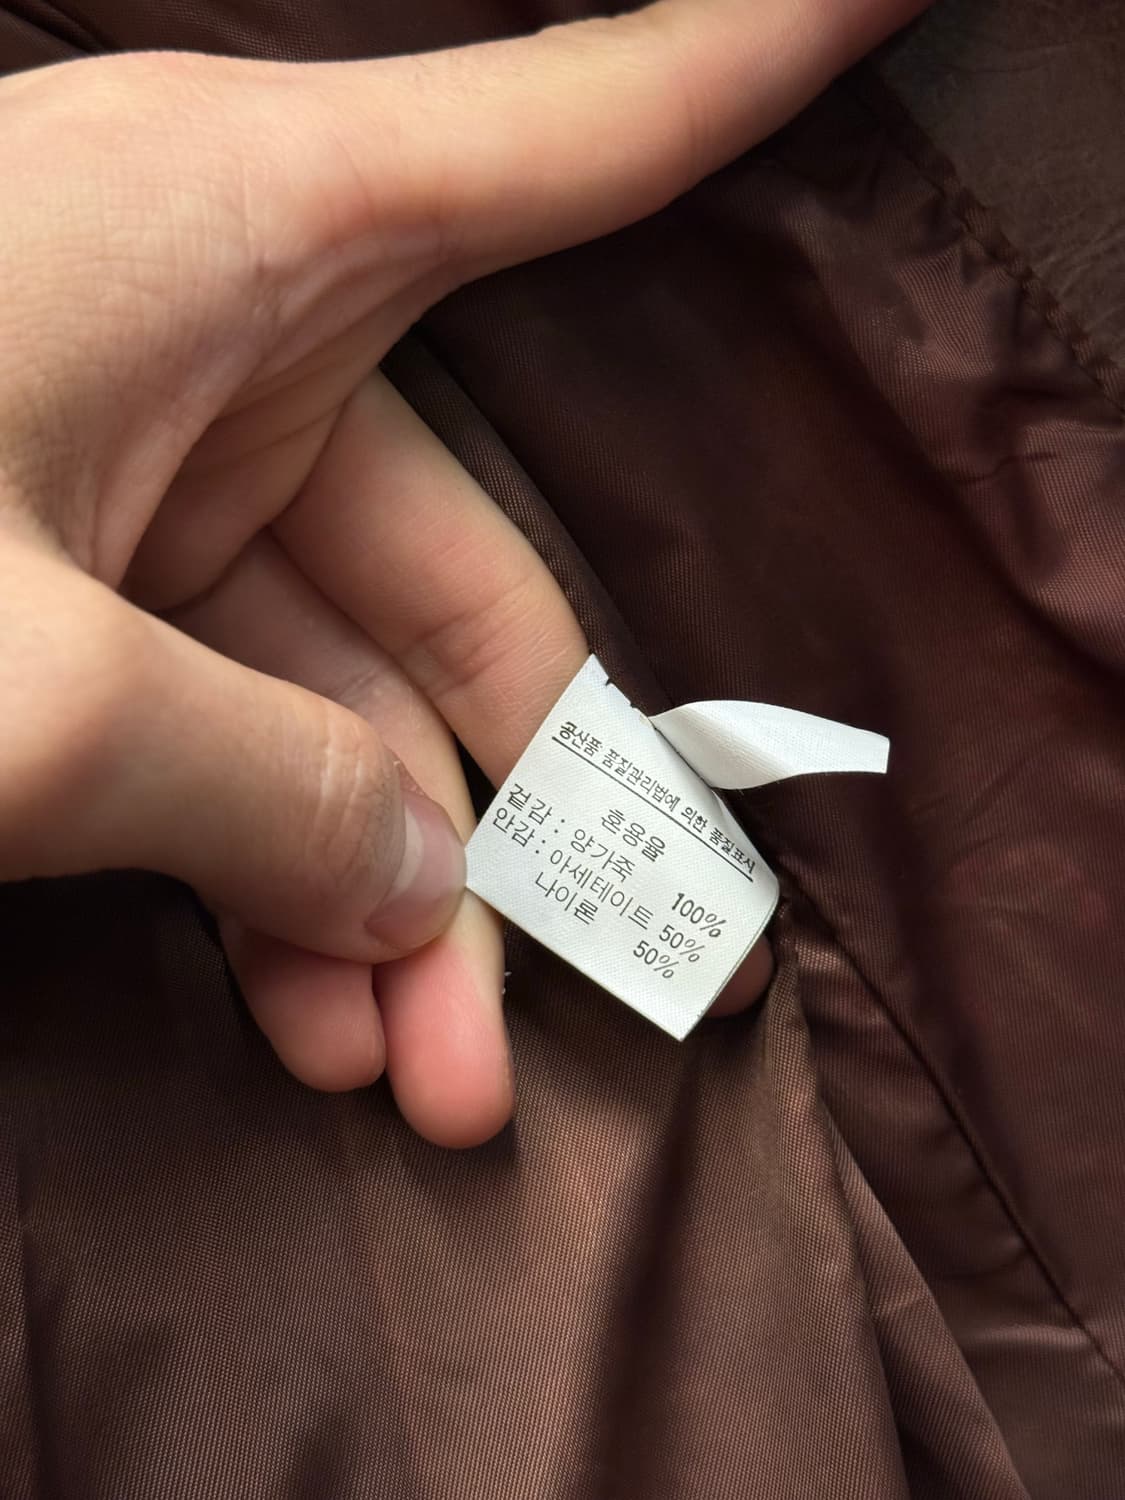 공산품 품질관리법에 의한 품질표시
혼용율
겉감 : 양가죽 100%
안감 : 아세테이트 50%
나이론 50%